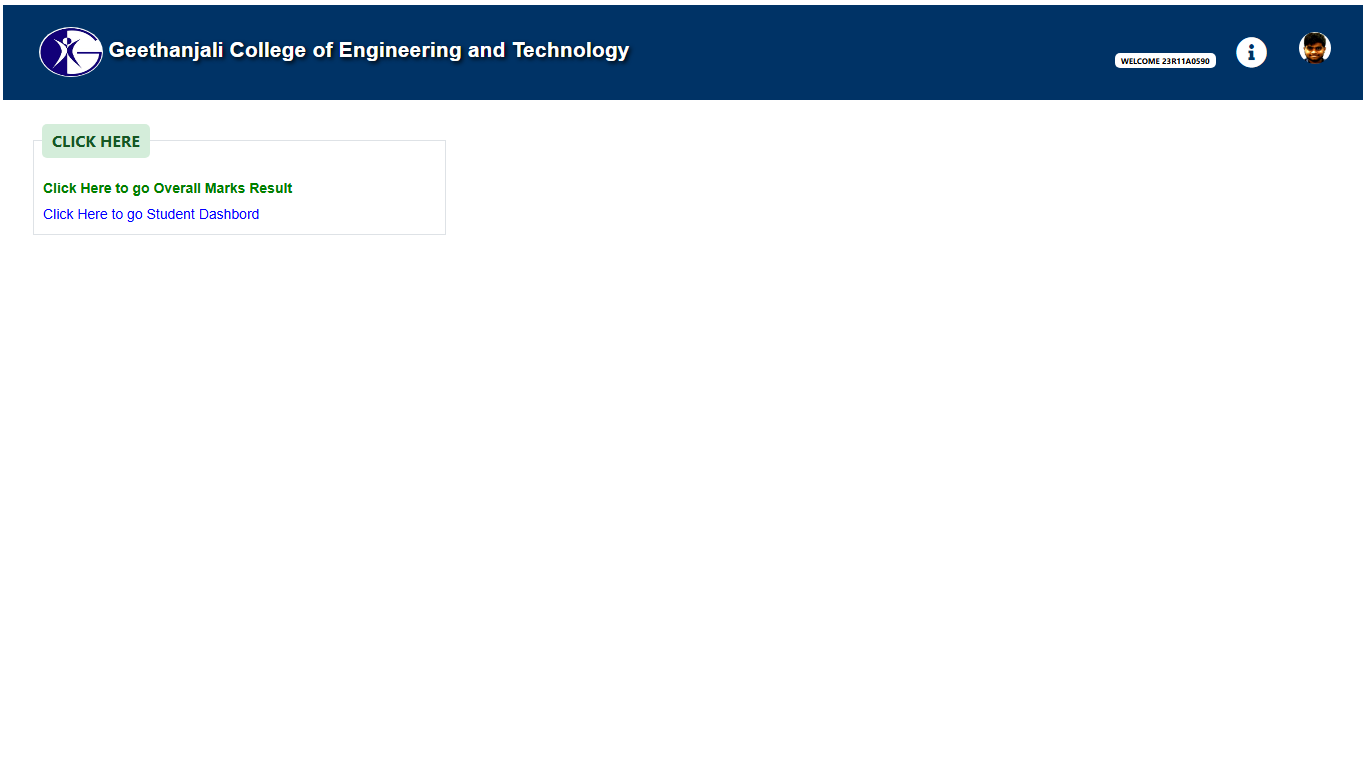 Geethanjali College of Engineering and Technology
WELCOME 23R11A0590
CLICK HERE
Click Here to go Overall Marks Result
Click Here to go Student Dashbord